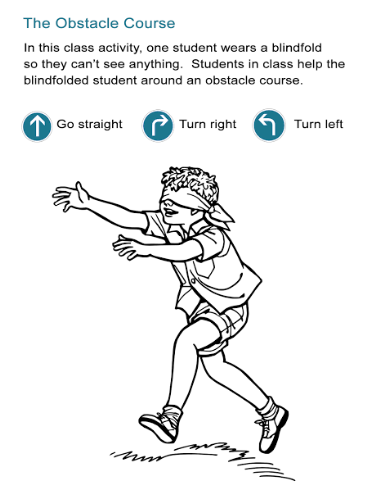 The Obstacle Course
In this class activity, one student wears a blindfold
so they can't see anything.  Students in class help the
blindfolded student around an obstacle course.
Go straight
Turn right
Turn left